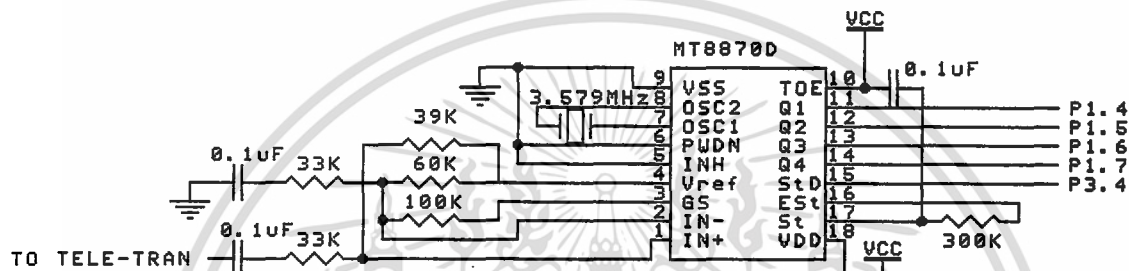 VCC
MT8870D
0.1uF
3.579MHz
9 VSS TOE 10
8 OSC2 Q1 11 P1.4
7 OSC1 Q2 12 P1.5
6 PWDN Q3 13 P1.6
5 INH Q4 14 P1.7
4 Vref StD 15 P3.4
3 GS ESt 16
2 IN- St 17
1 IN+ VDD 18
39K
60K
100K
0.1uF 33K
0.1uF 33K
300K
VCC
TO TELE-TRAN